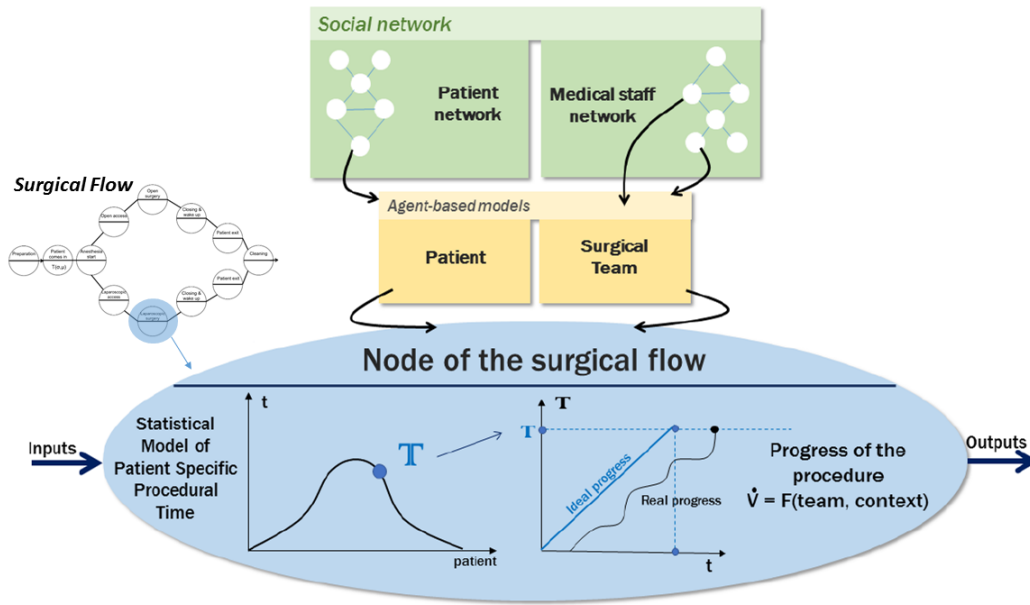 Social network
Patient
network
Medical staff
network
Surgical Flow
Agent-based models
Patient
Surgical
Team
Open
surgery
Open access
Closing &
wake up
Patient exit
Preparation
Patient
comes in
T(σ,μ)
Anesthesia
start
Cleaning
Laparoscopic
access
Laparoscopic
surgery
Closing &
wake up
Patient exit
Node of the surgical flow
Inputs
Statistical
Model of
Patient Specific
Procedural
Time
t
𝕋
patient
T
T
Ideal progress
Real progress
t
Progress of the
procedure
V̇ = F(team, context)
Outputs